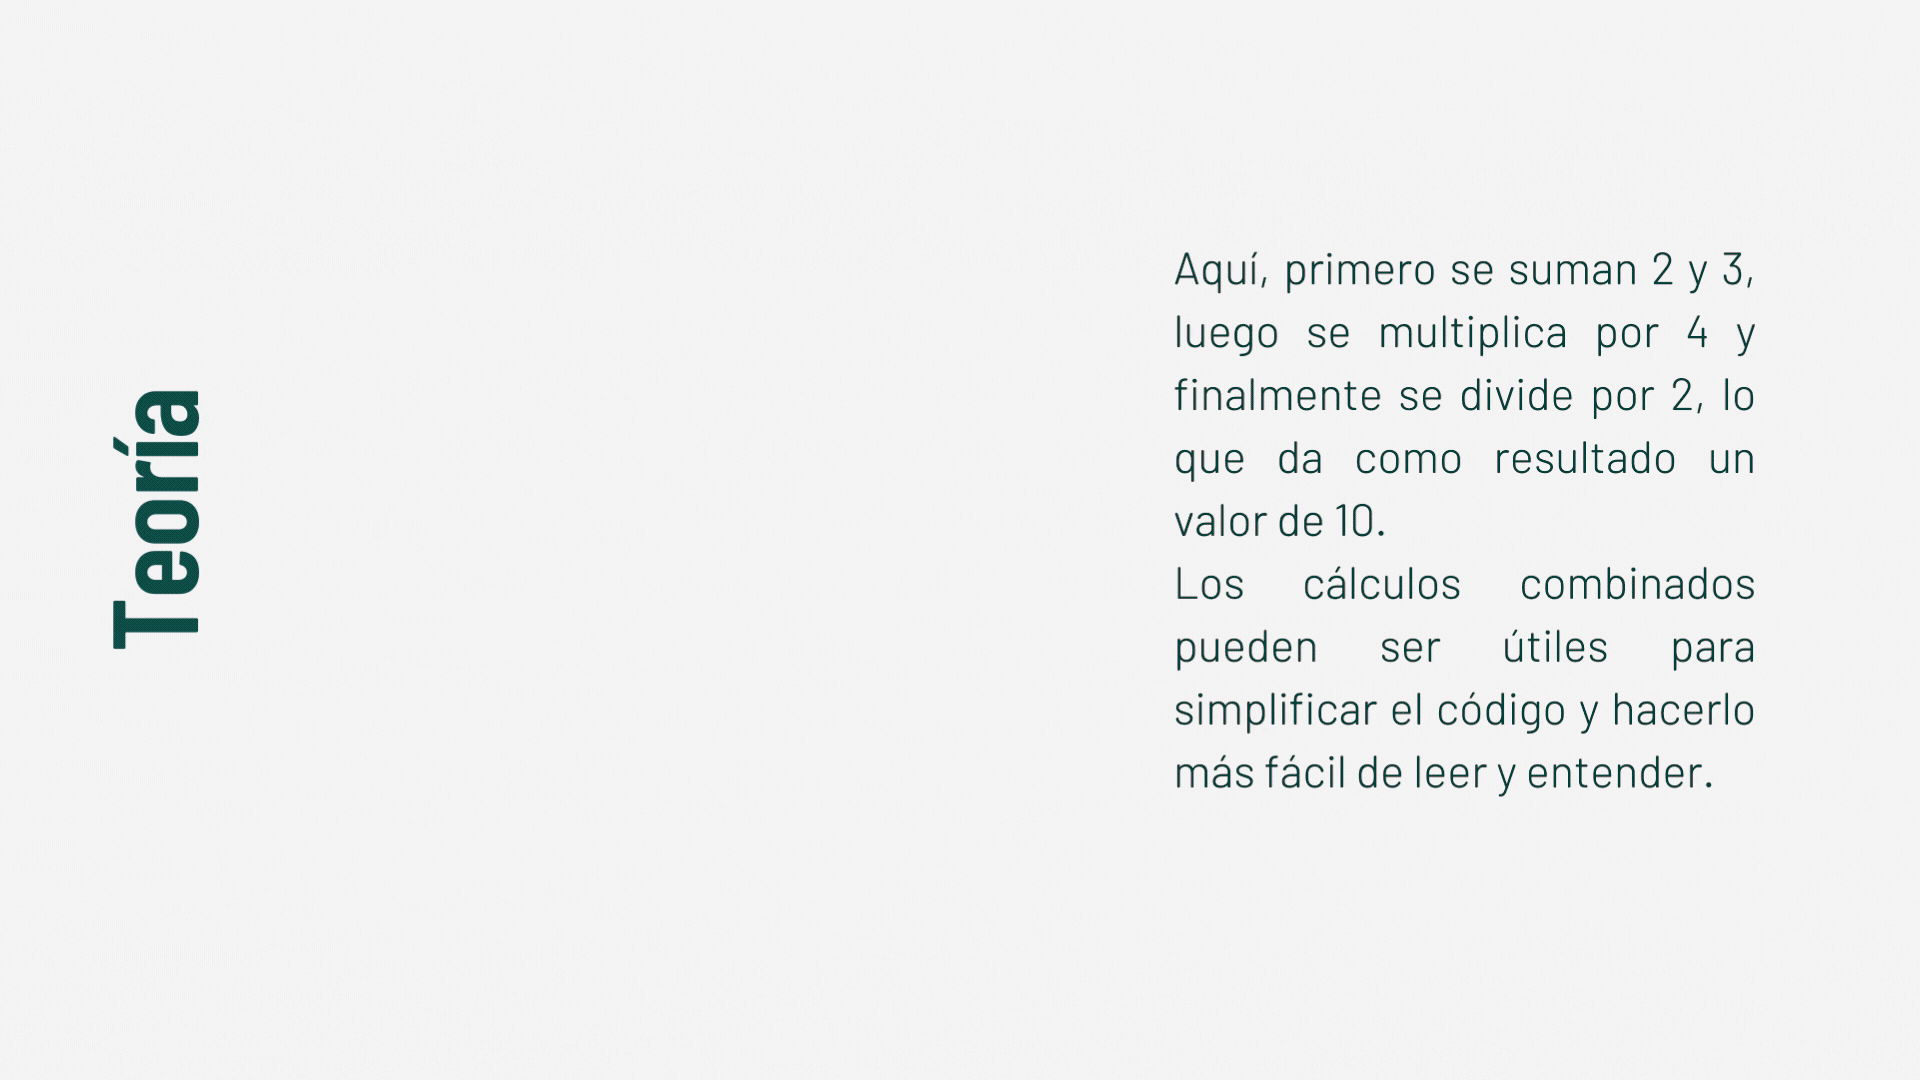 Teoría
Aquí, primero se suman 2 y 3,
luego se multiplica por 4 y
finalmente se divide por 2, lo
que da como resultado un
valor de 10.
Los cálculos combinados
pueden ser útiles para
simplificar el código y hacerlo
más fácil de leer y entender.